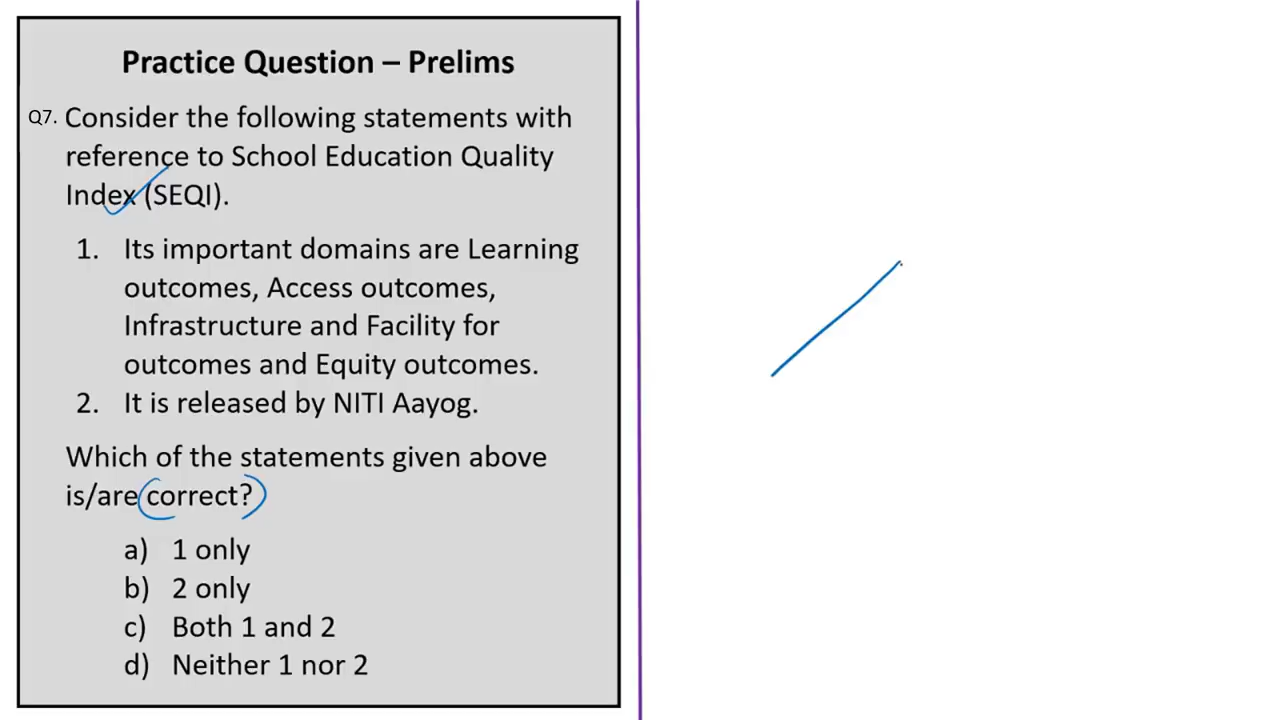 Practice Question – Prelims
Q7. Consider the following statements with
reference to School Education Quality
Index (SEQI).
1. Its important domains are Learning
outcomes, Access outcomes,
Infrastructure and Facility for
outcomes and Equity outcomes.
2. It is released by NITI Aayog.
Which of the statements given above
is/are correct?
a) 1 only
b) 2 only
c) Both 1 and 2
d) Neither 1 nor 2